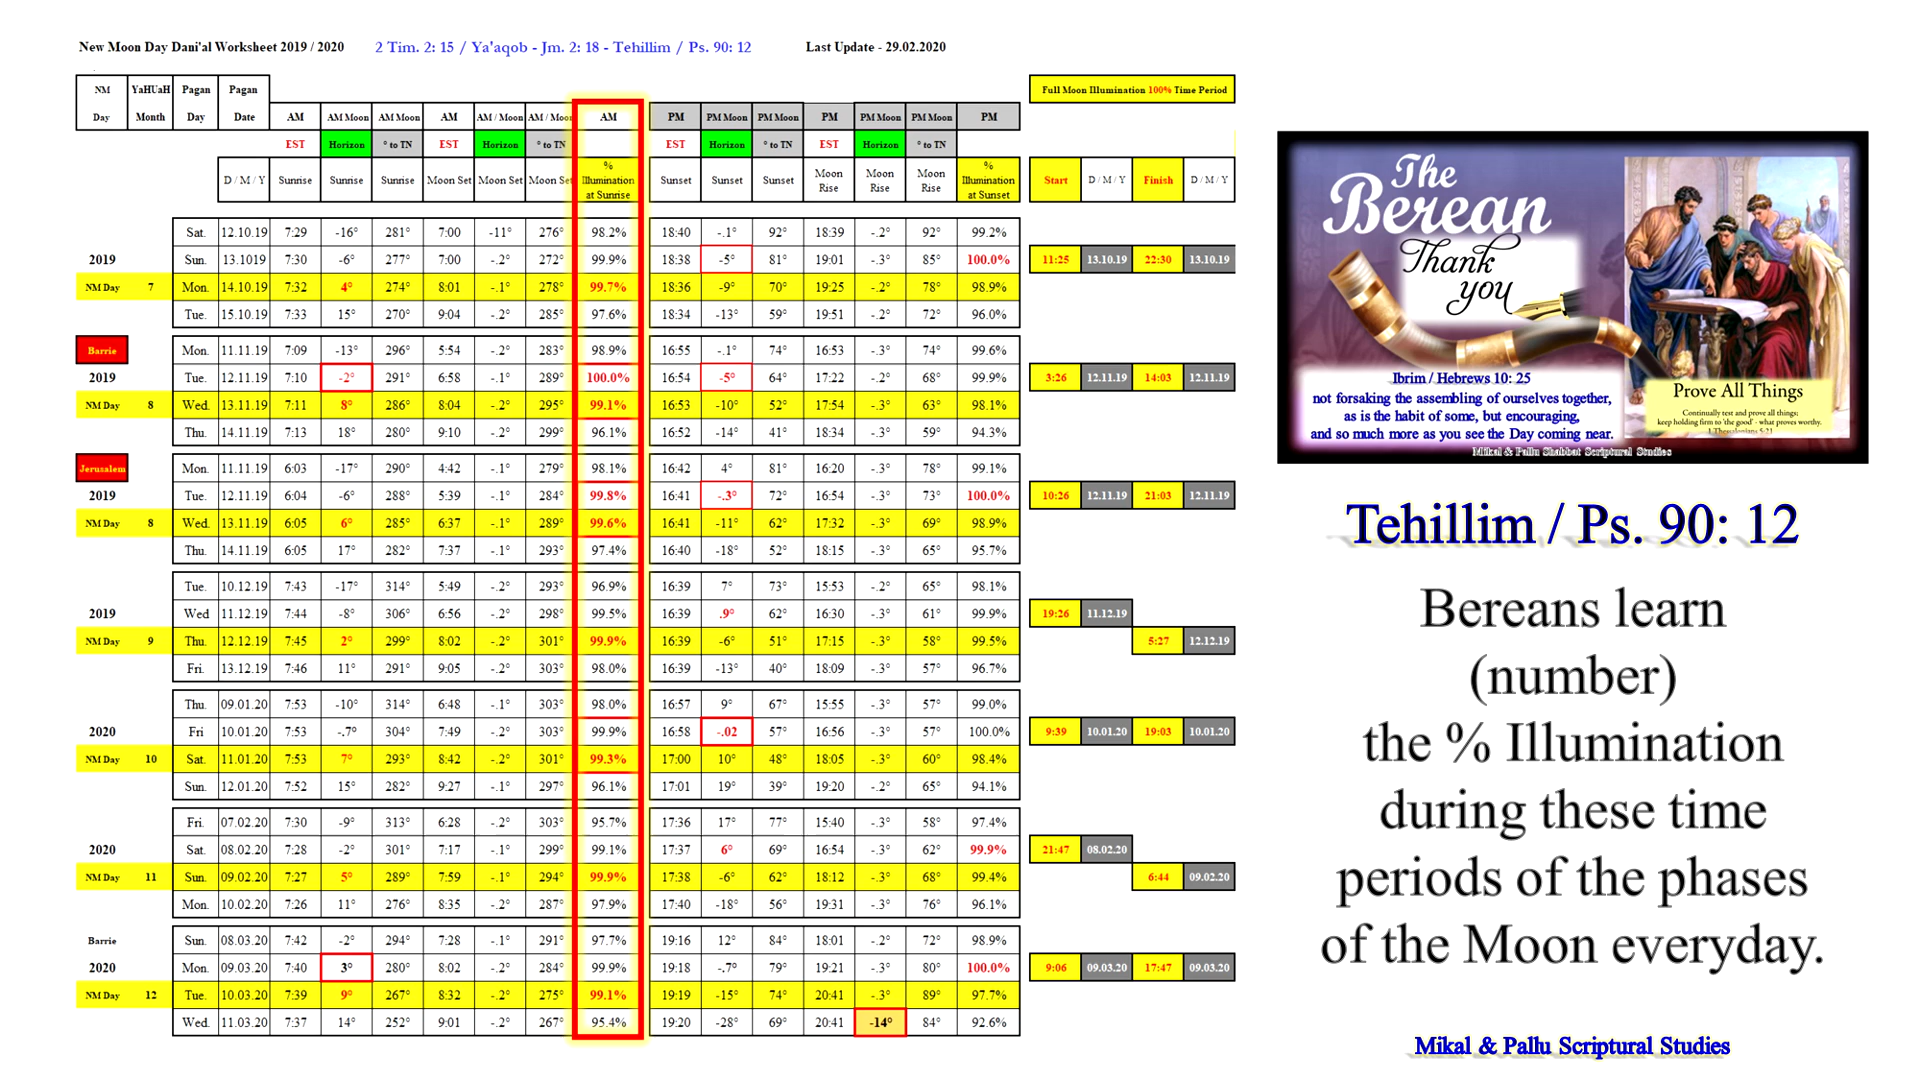 New Moon Day Dani'al Worksheet 2019 / 2020 2 Tim. 2: 15 / Ya'aqob - Jm. 2: 18 - Tehillim / Ps. 90: 12 Last Update - 29.02.2020
NM YaHUaH Pagan Pagan Full Moon Illumination 100% Time Period
Day Month Day Date AM AM Moon AM Moon AM AM / Moon AM / Moon AM PM PM Moon PM Moon PM PM Moon PM Moon PM
EST Horizon ° to TN EST Horizon ° to TN EST Horizon ° to TN EST Horizon ° to TN
D / M / Y Sunrise Sunrise Sunrise Moon Set Moon Set Moon Set % Illumination at Sunrise Sunset Sunset Sunset Moon Rise Moon Rise Moon Rise % Illumination at Sunset Start D / M / Y Finish D / M / Y
Sat. 12.10.19 7:29 -16° 281° 7:00 -11° 276° 98.2% 18:40 -.1° 92° 18:39 -.2° 92° 99.2%
2019 Sun. 13.1019 7:30 -6° 277° 7:00 -.2° 272° 99.9% 18:38 -5° 81° 19:01 -.3° 85° 100.0% 11:25 13.10.19 22:30 13.10.19
NM Day 7 Mon. 14.10.19 7:32 4° 274° 8:01 -.1° 278° 99.7% 18:36 -9° 70° 19:25 -.2° 78° 98.9%
Tue. 15.10.19 7:33 15° 270° 9:04 -.2° 285° 97.6% 18:34 -13° 59° 19:51 -.2° 72° 96.0%
Barrie Mon. 11.11.19 7:09 -13° 296° 5:54 -.2° 283° 98.9% 16:55 -.1° 74° 16:53 -.3° 74° 99.6%
2019 Tue. 12.11.19 7:10 -2° 291° 6:58 -.1° 289° 100.0% 16:54 -5° 64° 17:22 -.2° 68° 99.9% 3:26 12.11.19 14:03 12.11.19
NM Day 8 Wed. 13.11.19 7:11 8° 286° 8:04 -.2° 295° 99.1% 16:53 -10° 52° 17:54 -.3° 63° 98.1%
Thu. 14.11.19 7:13 18° 280° 9:10 -.2° 299° 96.1% 16:52 -14° 41° 18:34 -.3° 59° 94.3%
Jerusalem Mon. 11.11.19 6:03 -17° 290° 4:42 -.1° 279° 98.1% 16:42 4° 81° 16:20 -.3° 78° 99.1%
2019 Tue. 12.11.19 6:04 -6° 288° 5:39 -.1° 284° 99.8% 16:41 -.3° 72° 16:54 -.3° 73° 100.0% 10:26 12.11.19 21:03 12.11.19
NM Day 8 Wed. 13.11.19 6:05 6° 285° 6:37 -.1° 289° 99.6% 16:41 -11° 62° 17:32 -.3° 69° 98.9%
Thu. 14.11.19 6:05 17° 282° 7:37 -.1° 293° 97.4% 16:40 -18° 52° 18:15 -.3° 65° 95.7%
Tue. 10.12.19 7:43 -17° 314° 5:49 -.2° 293° 96.9% 16:39 7° 73° 15:53 -.2° 65° 98.1%
2019 Wed 11.12.19 7:44 -8° 306° 6:56 -.2° 298° 99.5% 16:39 .9° 62° 16:30 -.3° 61° 99.9% 19:26 11.12.19
NM Day 9 Thu. 12.12.19 7:45 2° 299° 8:02 -.2° 301° 99.9% 16:39 -6° 51° 17:15 -.3° 58° 99.5% 5:27 12.12.19
Fri. 13.12.19 7:46 11° 291° 9:05 -.2° 303° 98.0% 16:39 -13° 40° 18:09 -.3° 57° 96.7%
Thu. 09.01.20 7:53 -10° 314° 6:48 -.1° 303° 98.0% 16:57 9° 67° 15:55 -.3° 57° 99.0%
2020 Fri 10.01.20 7:53 -.7° 304° 7:49 -.2° 303° 99.9% 16:58 -.02 57° 16:56 -.3° 57° 100.0% 9:39 10.01.20 19:03 10.01.20
NM Day 10 Sat. 11.01.20 7:53 7° 293° 8:42 -.2° 301° 99.3% 17:00 10° 48° 18:05 -.3° 60° 98.4%
Sun. 12.01.20 7:52 15° 282° 9:27 -.1° 297° 96.1% 17:01 19° 39° 19:20 -.2° 65° 94.1%
Fri. 07.02.20 7:30 -9° 313° 6:28 -.2° 303° 95.7% 17:36 17° 77° 15:40 -.3° 58° 97.4%
2020 Sat. 08.02.20 7:28 -2° 301° 7:17 -.1° 299° 99.1% 17:37 6° 69° 16:54 -.3° 62° 99.9% 21:47 08.02.20
NM Day 11 Sun. 09.02.20 7:27 5° 289° 7:59 -.1° 294° 99.9% 17:38 -6° 62° 18:12 -.3° 68° 99.4% 6:44 09.02.20
Mon. 10.02.20 7:26 11° 276° 8:35 -.2° 287° 97.9% 17:40 -18° 56° 19:31 -.3° 76° 96.1%
Barrie Sun. 08.03.20 7:42 -2° 294° 7:28 -.1° 291° 97.7% 19:16 12° 84° 18:01 -.2° 72° 98.9%
2020 Mon. 09.03.20 7:40 3° 280° 8:02 -.2° 284° 99.9% 19:18 -.7° 79° 19:21 -.3° 80° 100.0% 9:06 09.03.20 17:47 09.03.20
NM Day 12 Tue. 10.03.20 7:39 9° 267° 8:32 -.2° 275° 99.1% 19:19 -15° 74° 20:41 -.3° 89° 97.7%
Wed. 11.03.20 7:37 14° 252° 9:01 -.2° 267° 95.4% 19:20 -28° 69° 20:41 -14° 84° 92.6%
The
Berean
Thank
you
Ibrim / Hebrews 10: 25
not forsaking the assembling of ourselves together,
as is the habit of some, but encouraging,
and so much more as you see the Day coming near.
Prove All Things
Continually test and prove all things;
keep holding firm to 'the good' - what proves worthy.
1 Thessalonians 5:21
Mikal & Pallu Shabbat Scriptural Studies
Tehillim / Ps. 90: 12
Bereans learn
(number)
the % Illumination
during these time
periods of the phases
of the Moon everyday.
Mikal & Pallu Scriptural Studies